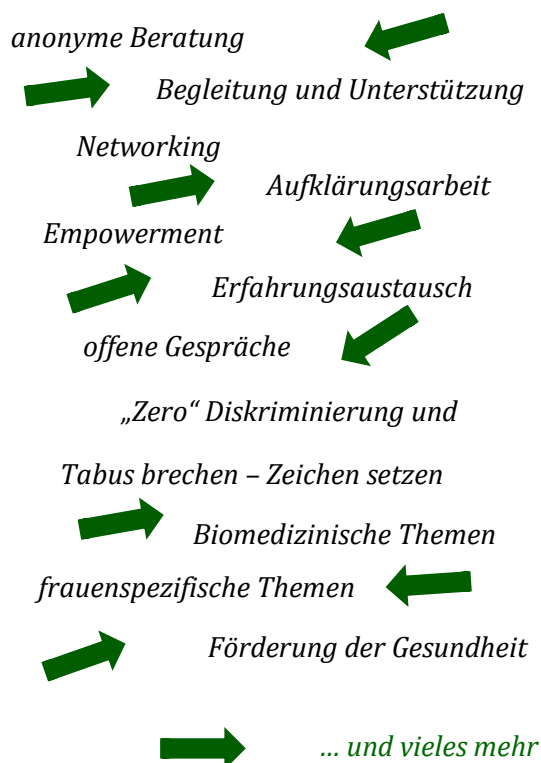 anonyme Beratung
Begleitung und Unterstützung
Networking
Aufklärungsarbeit
Empowerment
Erfahrungsaustausch
offene Gespräche
„Zero“ Diskriminierung und
Tabus brechen – Zeichen setzen
Biomedizinische Themen
frauenspezifische Themen
Förderung der Gesundheit
... und vieles mehr